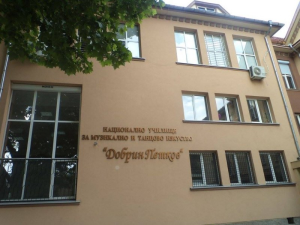 НАЦИОНАЛНО УЧИЛИЩЕ
ЗА МУЗИКАЛНО И ТАНЦОВО ИЗКУСТВО
"Добрин Петков"